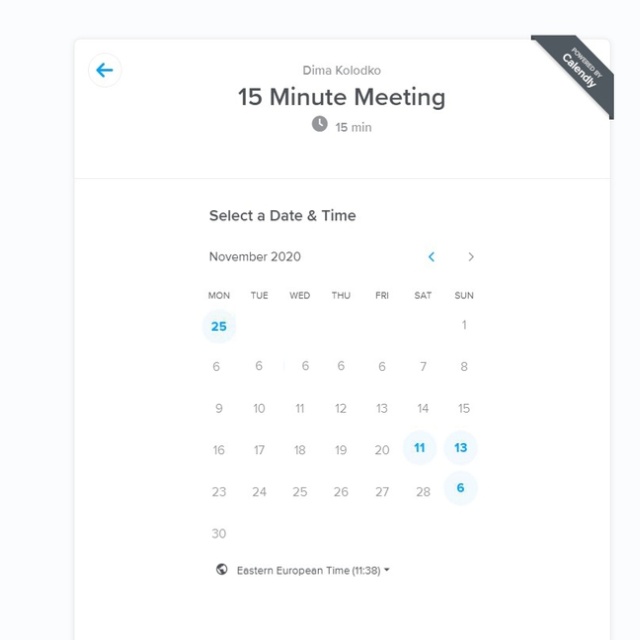 POWERED BY
Calendly
Dima Kolodko
15 Minute Meeting
15 min
Select a Date & Time
November 2020
MON TUE WED THU FRI SAT SUN
25 1
6 6 6 6 6 7 8
9 10 11 12 13 14 15
16 17 18 19 20 11 13
23 24 25 26 27 28 6
30
Eastern European Time (11:38)